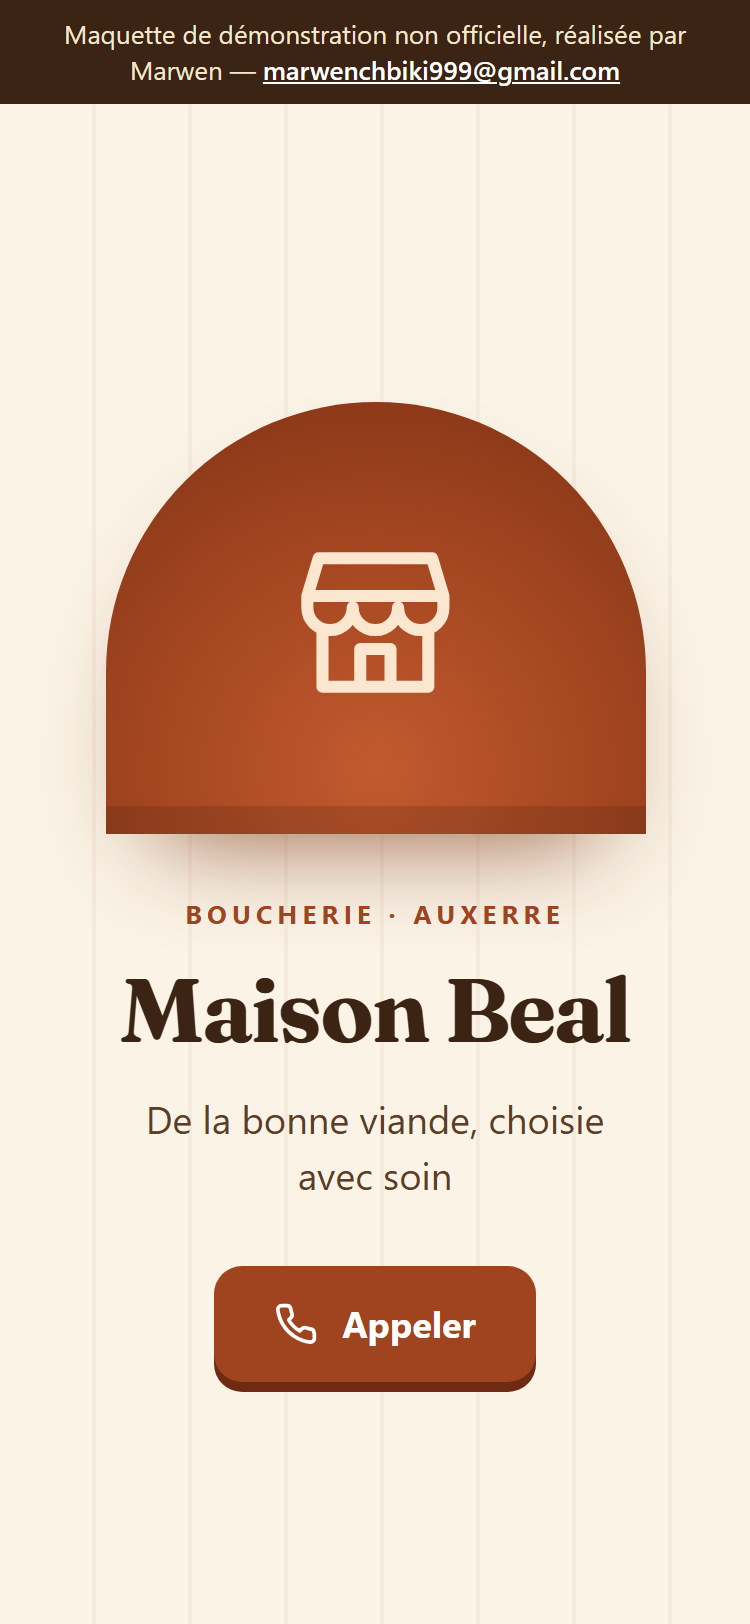 Maquette de démonstration non officielle, réalisée par
Marwen — marwenchbiki999@gmail.com
BOUCHERIE · AUXERRE
Maison Beal
De la bonne viande, choisie
avec soin
Appeler